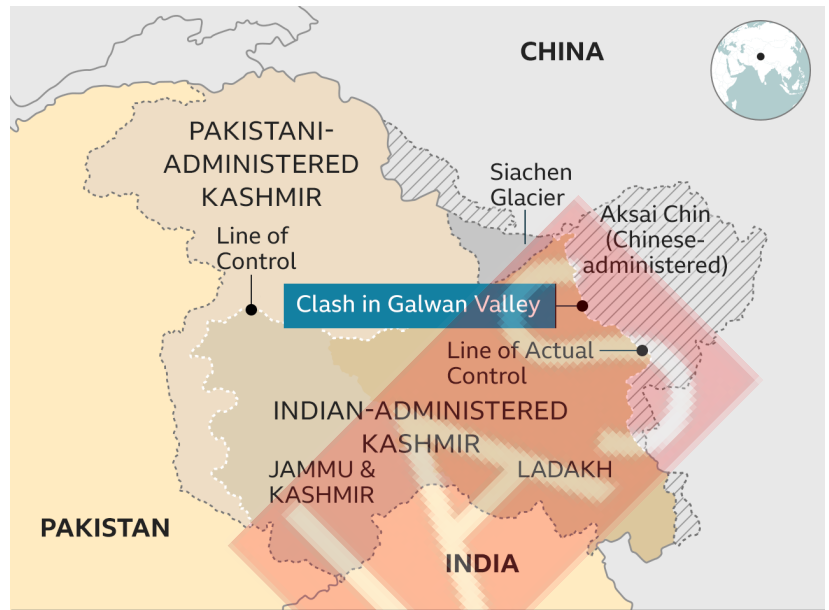 CHINA
PAKISTANI-
ADMINISTERED
KASHMIR
Siachen
Glacier
Aksai Chin
(Chinese-
administered)
Line of
Control
Clash in Galwan Valley
Line of Actual
Control
INDIAN-ADMINISTERED
KASHMIR
JAMMU &
KASHMIR
LADAKH
PAKISTAN
INDIA